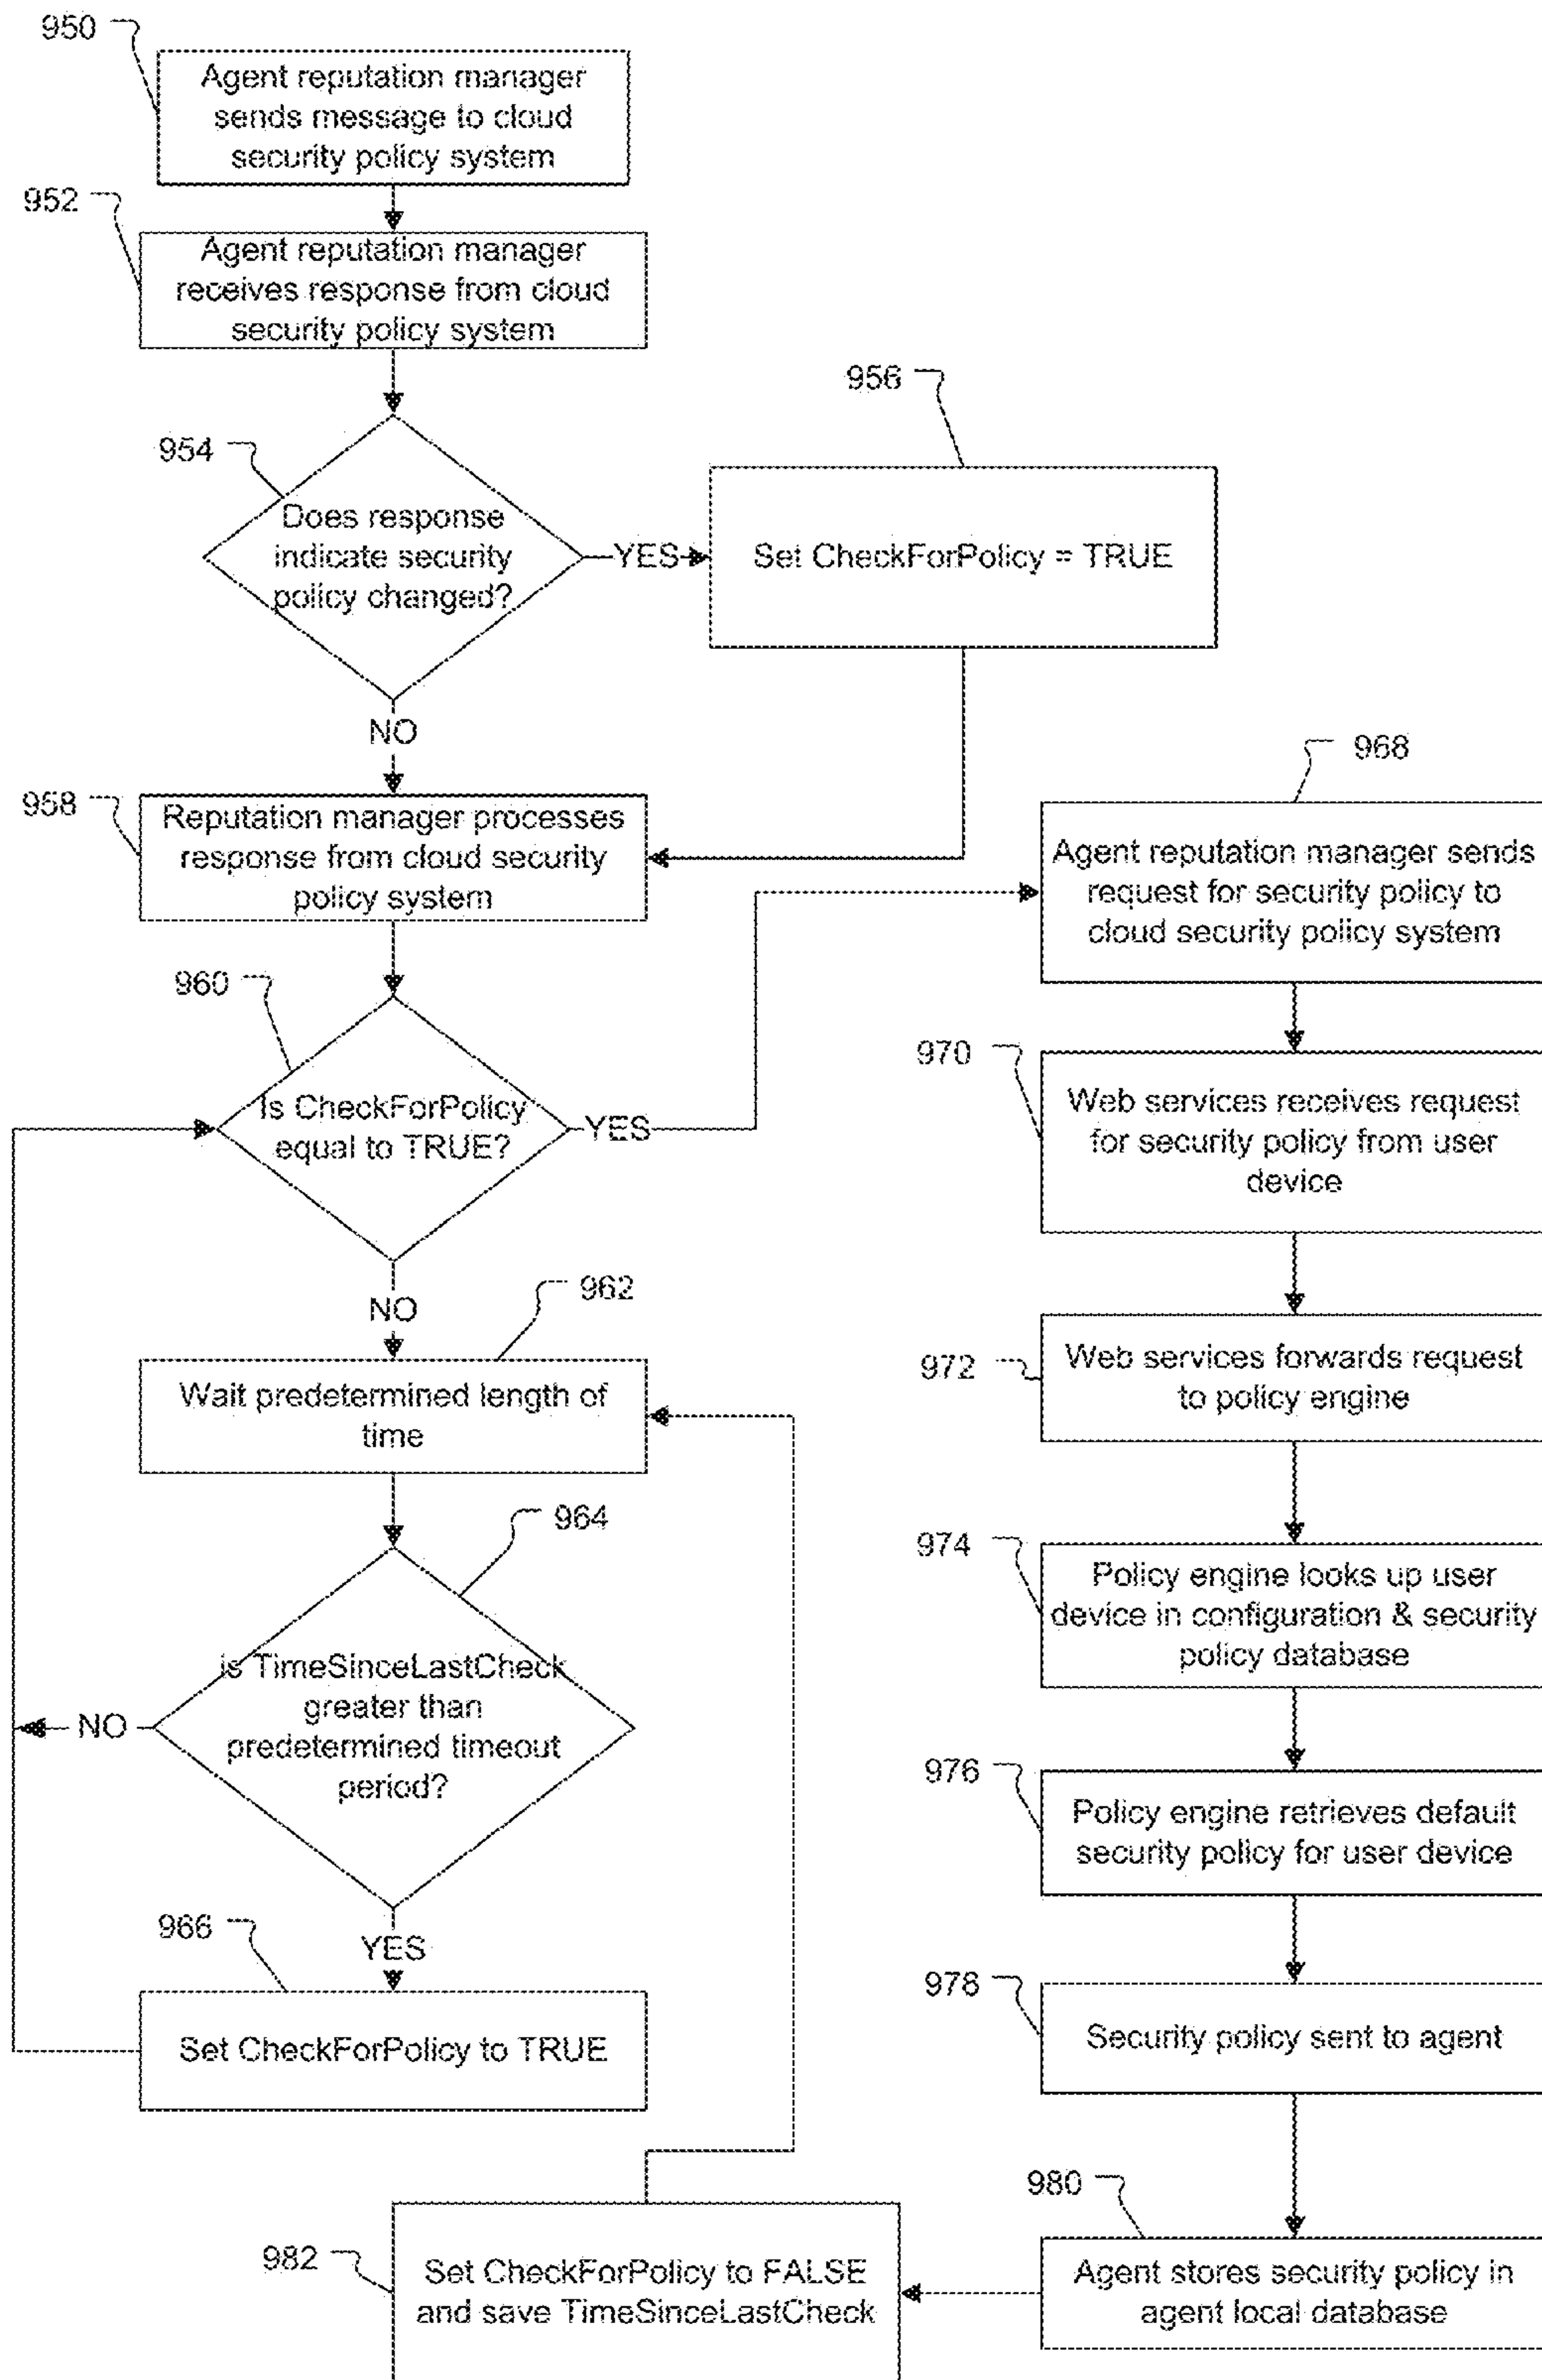 950
Agent reputation manager
sends message to cloud
security policy system
952
Agent reputation manager
receives response from cloud
security policy system
954
Does response
indicate security
policy changed?
YES
956
Set CheckForPolicy = TRUE
NO
958
Reputation manager processes
response from cloud security
policy system
960
Is CheckForPolicy
equal to TRUE?
YES
NO
962
Wait predetermined length of
time
964
is TimeSinceLastCheck
greater than
predetermined timeout
period?
NO
YES
966
Set CheckForPolicy to TRUE
968
Agent reputation manager sends
request for security policy to
cloud security policy system
970
Web services receives request
for security policy from user
device
972
Web services forwards request
to policy engine
974
Policy engine looks up user
device in configuration & security
policy database
976
Policy engine retrieves default
security policy for user device
978
Security policy sent to agent
980
Agent stores security policy in
agent local database
982
Set CheckForPolicy to FALSE
and save TimeSinceLastCheck